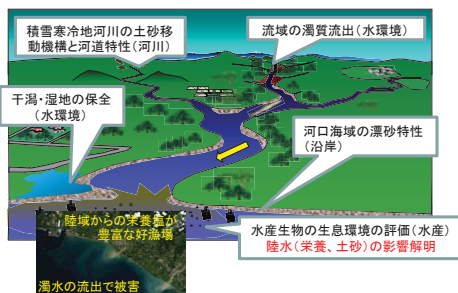 積雪寒冷地河川の土砂移
動機構と河道特性(河川)
流域の濁質流出(水環境)
干潟・湿地の保全
(水環境)
河口海域の漂砂特性
(沿岸)
陸域からの栄養塩が
豊富な好漁場
水産生物の生息環境の評価(水産)
陸水(栄養、土砂)の影響解明
濁水の流出で被害